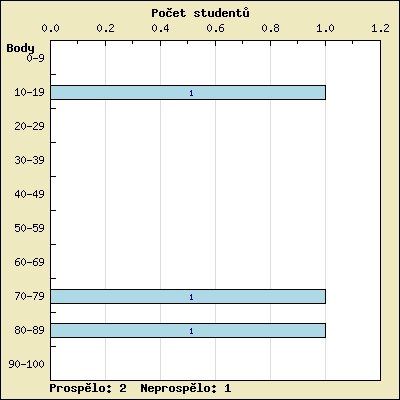 Počet studentů
0.0 0.2 0.4 0.6 0.8 1.0 1.2
Body
0-9
10-19 1
20-29
30-39
40-49
50-59
60-69
70-79 1
80-89 1
90-100
Prospělo: 2 Neprospělo: 1